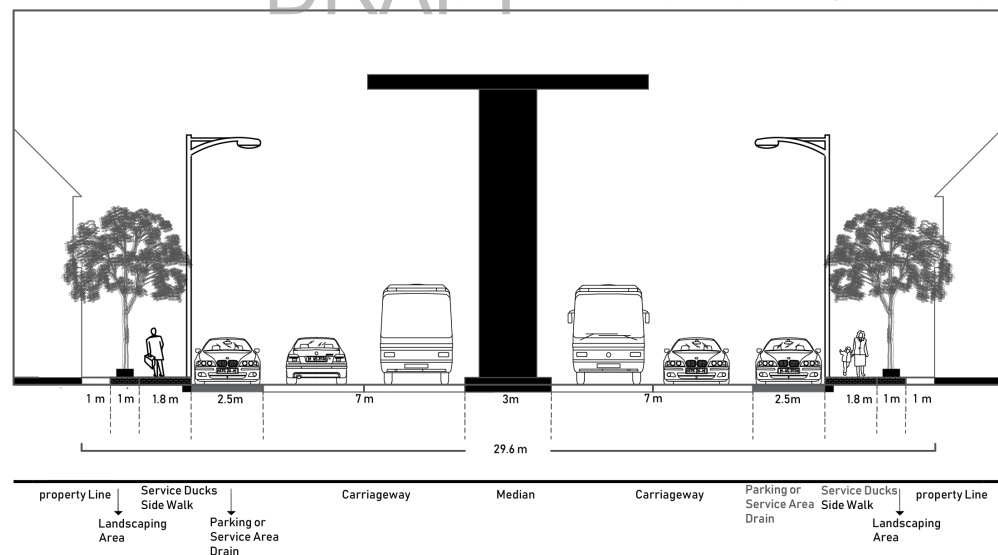 DRAFT
1 m 1m 1.8 m 2.5m 7 m 3m 7 m 2.5m 1.8 m 1m 1 m
29.6 m
property Line
Service Ducks
Side Walk
Landscaping
Area
Parking or
Service Area
Drain
Carriageway
Median
Carriageway
Parking or
Service Area
Drain
Service Ducks
Side Walk
Landscaping
Area
property Line